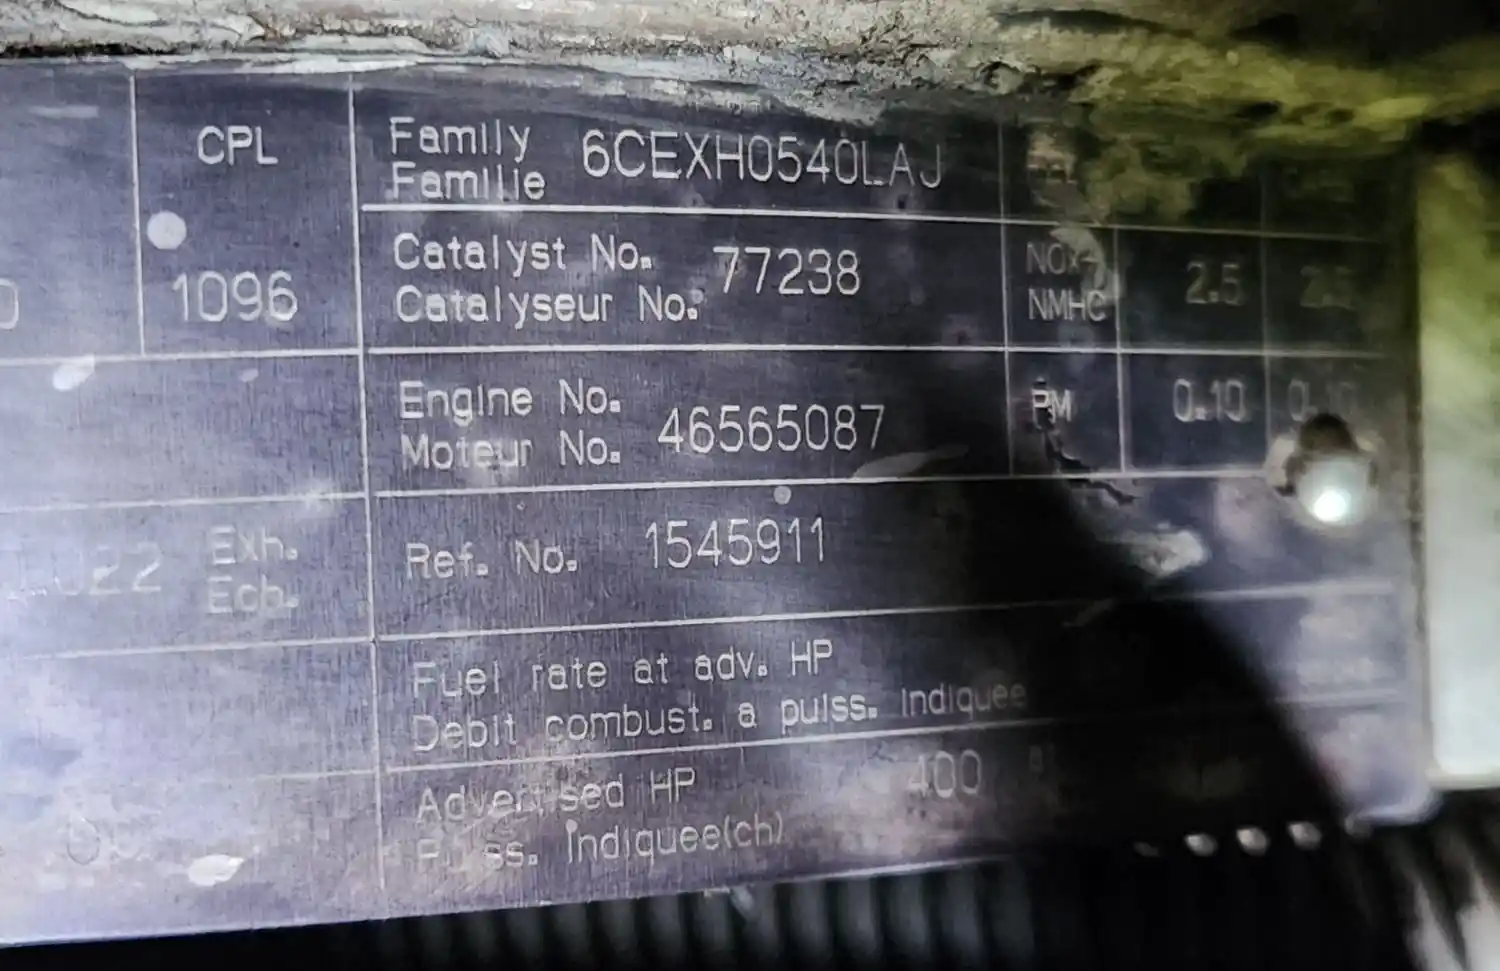 CPL
1096
Family
Famille
6CEXH0540LAJ
Catalyst No.
Catalyseur No.
77238
NOX+
NMHC
2.5
2.5
Engine No.
Moteur No.
46565087
PM
0.10
Exh.
Ech.
Ref. No.
1545911
Fuel rate at adv. HP
Debit combust. a puiss. indiquee
Advertised HP
Puiss. indiquee(ch)
400